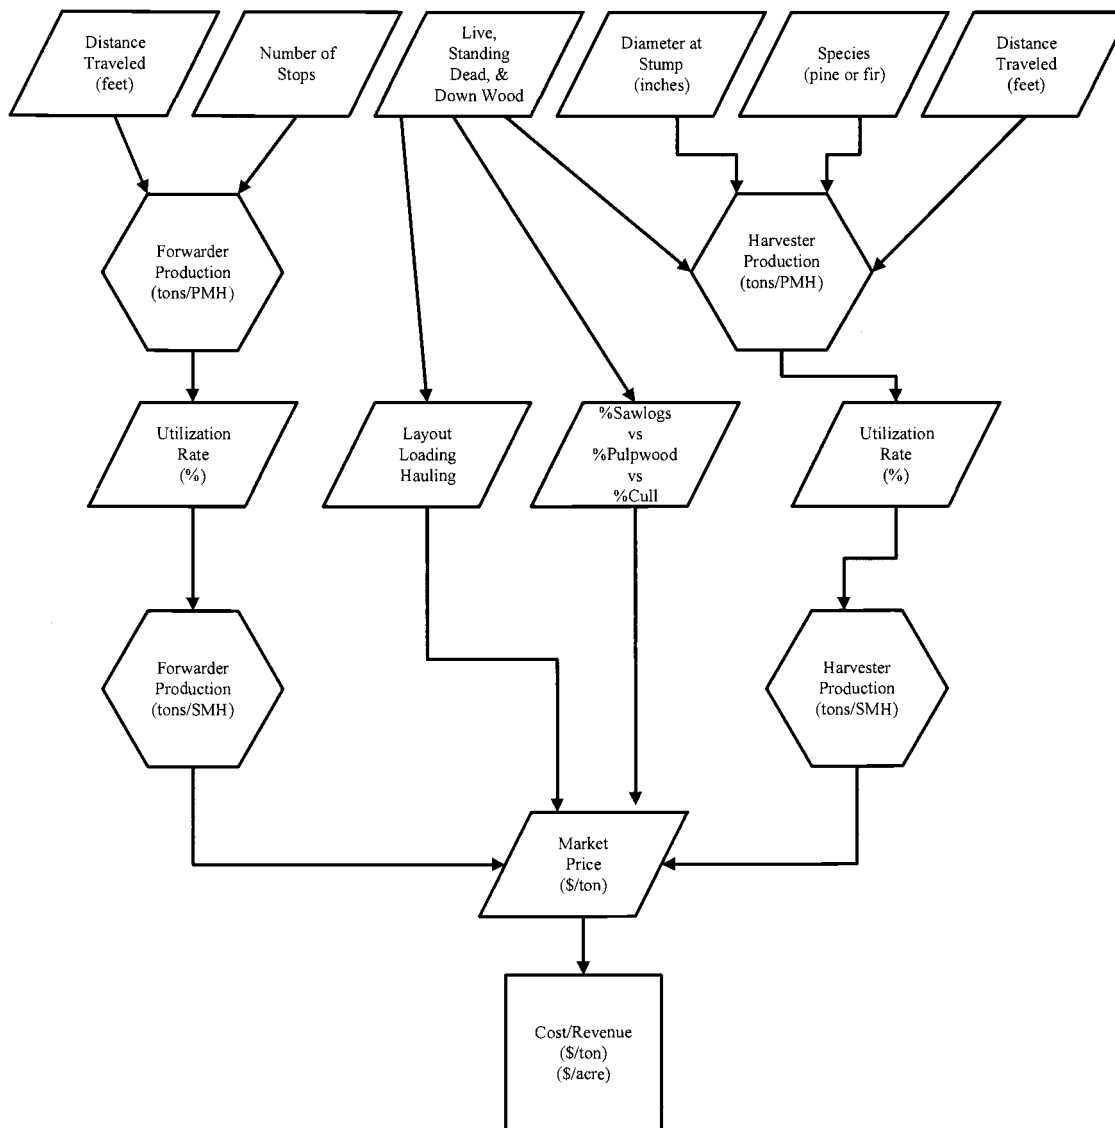 Distance
Traveled
(feet)
Number of
Stops
Live,
Standing
Dead, &
Down Wood
Diameter at
Stump
(inches)
Species
(pine or fir)
Distance
Traveled
(feet)
Forwarder
Production
(tons/PMH)
Harvester
Production
(tons/PMH)
Utilization
Rate
(%)
Layout
Loading
Hauling
%Sawlogs
vs
%Pulpwood
vs
%Cull
Utilization
Rate
(%)
Forwarder
Production
(tons/SMH)
Harvester
Production
(tons/SMH)
Market
Price
($/ton)
Cost/Revenue
($/ton)
($/acre)